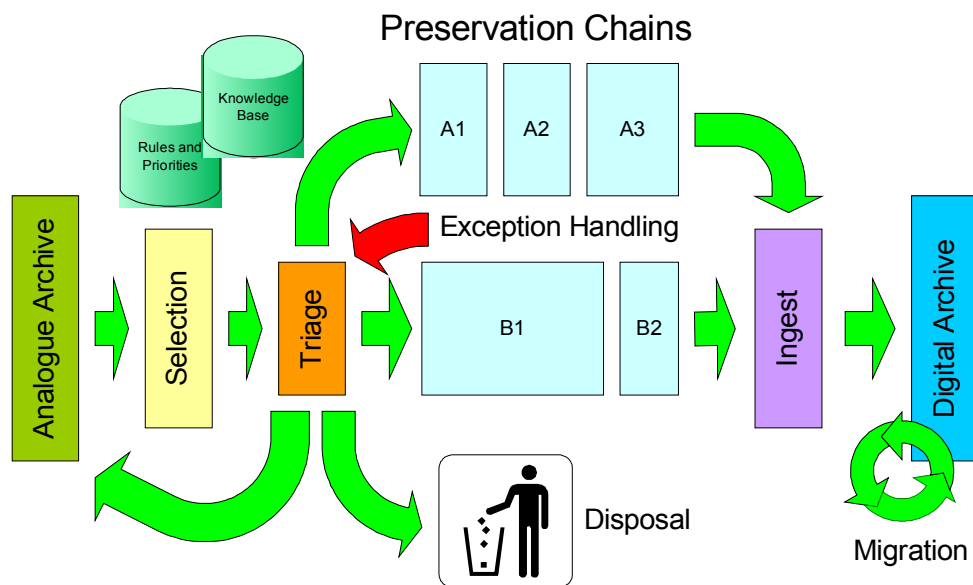 Preservation Chains
Knowledge
Base
Rules and
Priorities
A1
A2
A3
Exception Handling
Analogue Archive
Selection
Triage
B1
B2
Ingest
Digital Archive
Disposal
Migration